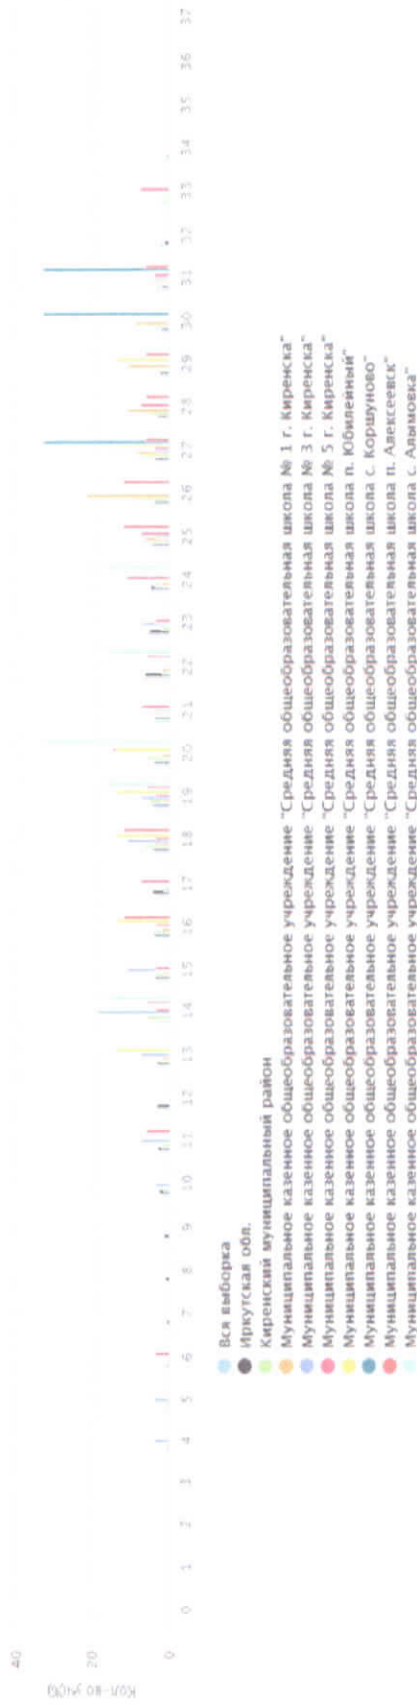 Кол-во уч(%)
40
20
0
0 1 2 3 4 5 6 7 8 9 10 11 12 13 14 15 16 17 18 19 20 21 22 23 24 25 26 27 28 29 30 31 32 33 34 35 36 37
Вся выборка
Иркутская обл.
Киренский муниципальный район
Муниципальное казенное общеобразовательное учреждение "Средняя общеобразовательная школа № 1 г. Киренска"
Муниципальное казенное общеобразовательное учреждение "Средняя общеобразовательная школа № 3 г. Киренска"
Муниципальное казенное общеобразовательное учреждение "Средняя общеобразовательная школа № 5 г. Киренска"
Муниципальное казенное общеобразовательное учреждение "Средняя общеобразовательная школа п. Юбилейный"
Муниципальное казенное общеобразовательное учреждение "Средняя общеобразовательная школа с. Коршуново"
Муниципальное казенное общеобразовательное учреждение "Средняя общеобразовательная школа п. Алексеевск"
Муниципальное казенное общеобразовательное учреждение "Средняя общеобразовательная школа с. Алымовка"